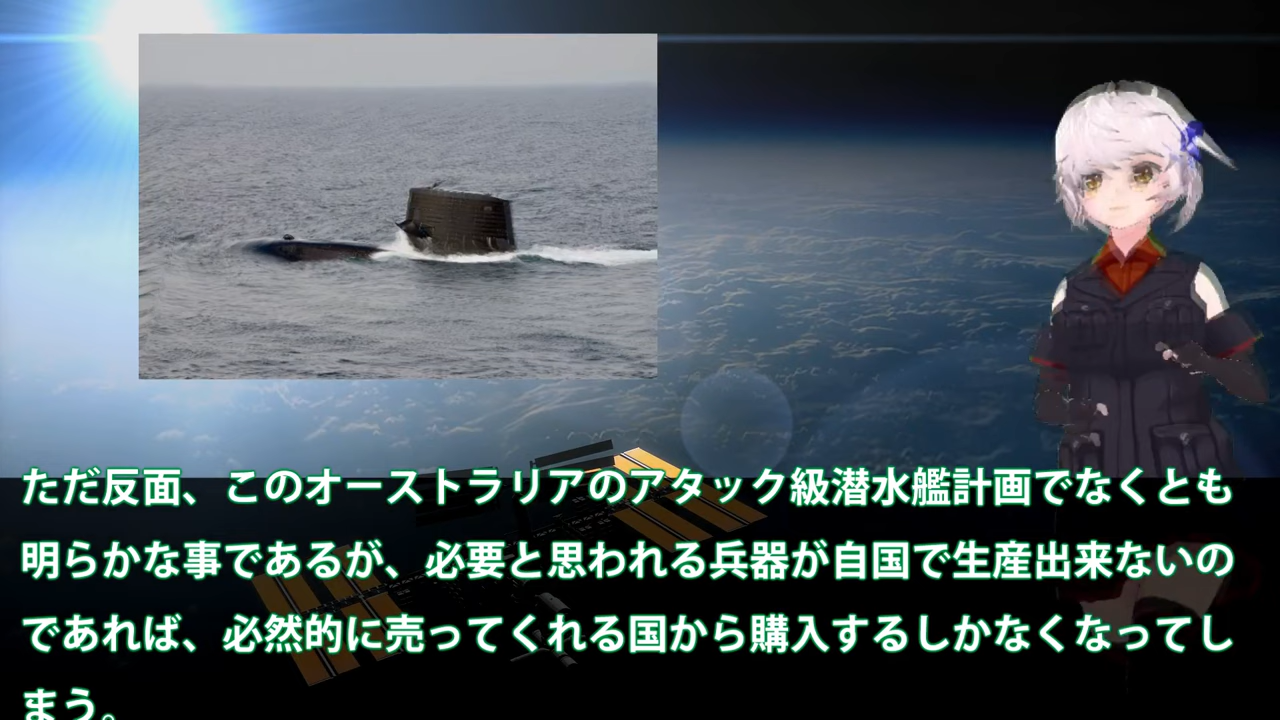 ただ反面、このオーストラリアのアタック級潜水艦計画でなくとも
明らかな事であるが、必要と思われる兵器が自国で生産出来ないの
であれば、必然的に売ってくれる国から購入するしかなくなってし
まう。